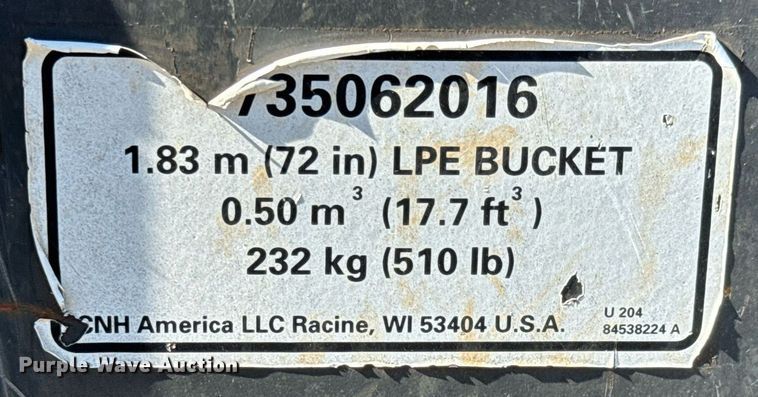 735062016
1.83 m (72 in) LPE BUCKET
0.50 m³ (17.7 ft³)
232 kg (510 lb)
CNH America LLC Racine, WI 53404 U.S.A.
U 204
84538224 A
Purple Wave Auction